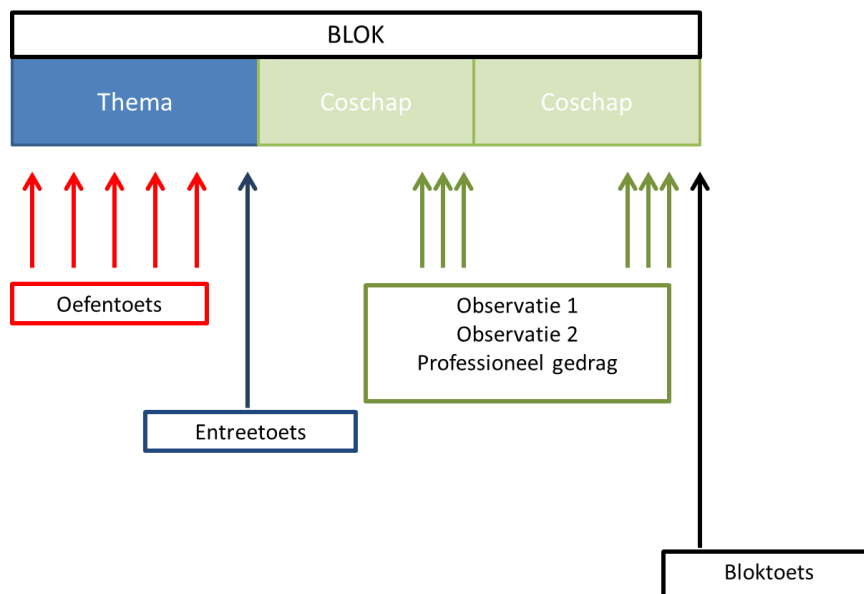 BLOK
Thema
Coschap
Coschap
Oefentoets
Observatie 1
Observatie 2
Professioneel gedrag
Entreetoets
Bloktoets